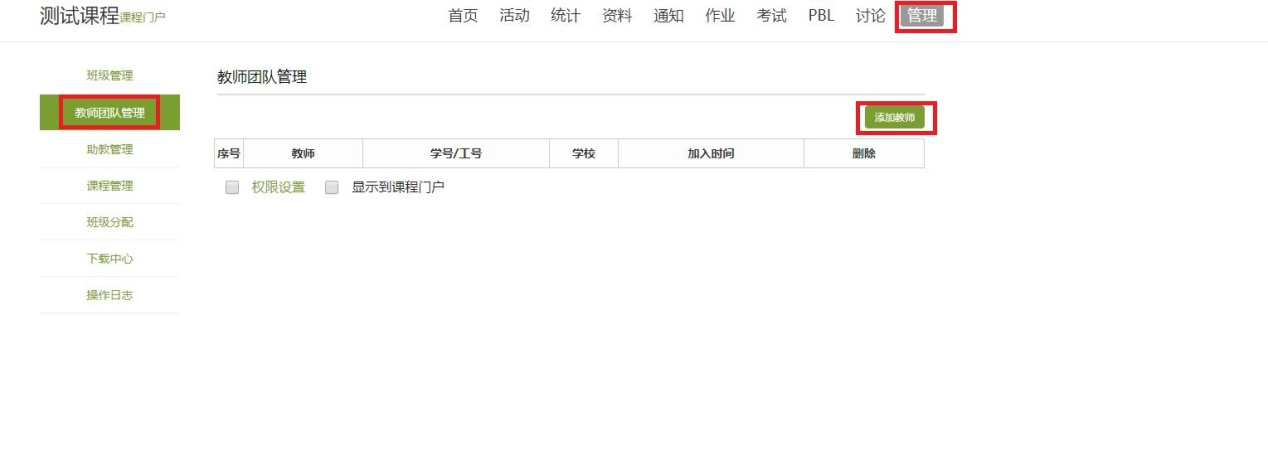 测试课程课程门户 首页 活动 统计 资料 通知 作业 考试 PBL 讨论 管理
班级管理
教师团队管理
助教管理
课程管理
班级分配
下载中心
操作日志
教师团队管理
添加教师
序号 教师 学号/工号 学校 加入时间 删除
权限设置 显示到课程门户